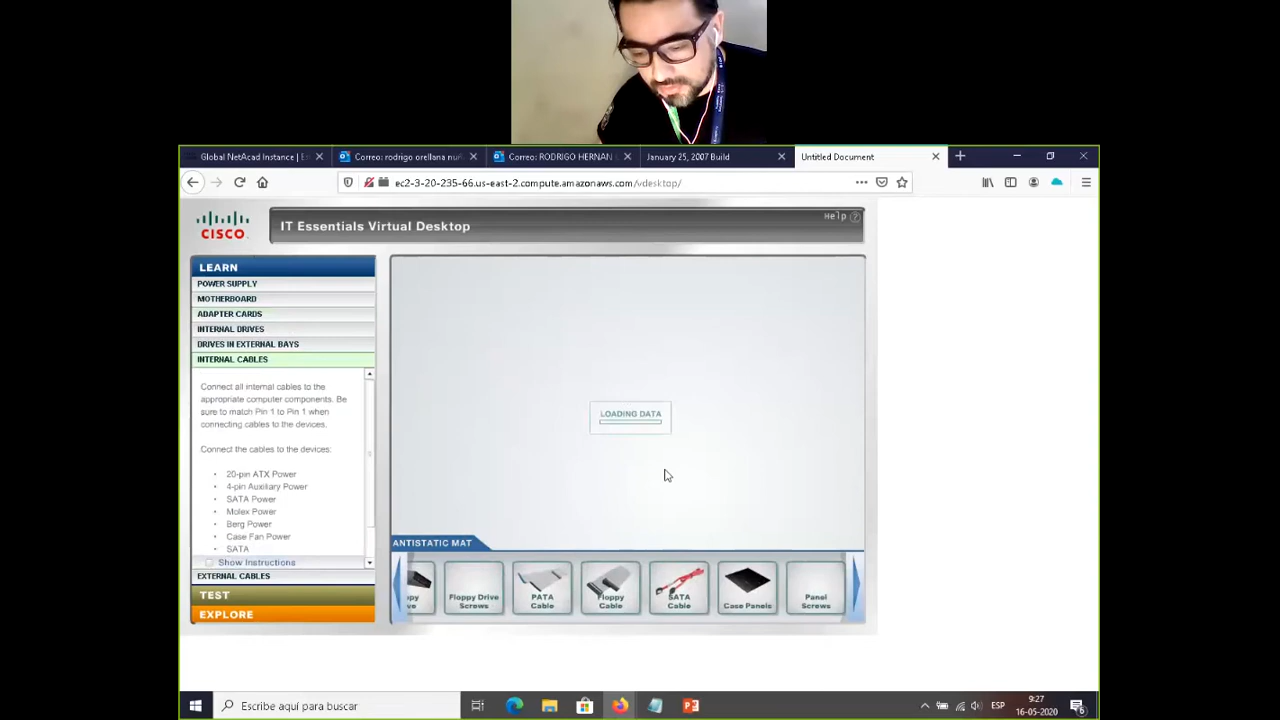 Global NetAcad Instance | E
Correo: rodrigo orellana nu
Correo: RODRIGO HERNAN
January 25, 2007 Build
Untitled Document
ec2-3-20-235-66.us-east-2.compute.amazonaws.com/vdesktop/
CISCO
IT Essentials Virtual Desktop
Help ?
LEARN
POWER SUPPLY
MOTHERBOARD
ADAPTER CARDS
INTERNAL DRIVES
DRIVES IN EXTERNAL BAYS
INTERNAL CABLES
Connect all internal cables to the
appropriate computer components. Be
sure to match Pin 1 to Pin 1 when
connecting cables to the devices.
Connect the cables to the devices:
• 20-pin ATX Power
• 4-pin Auxiliary Power
• SATA Power
• Molex Power
• Berg Power
• Case Fan Power
• SATA
Show Instructions
EXTERNAL CABLES
TEST
EXPLORE
LOADING DATA
ANTISTATIC MAT
Floppy Drive
Screws
PATA
Cable
Floppy
Cable
SATA
Cable
Case Panels
Panel
Screws
Escribe aquí para buscar
ESP
9:27
16-05-2020